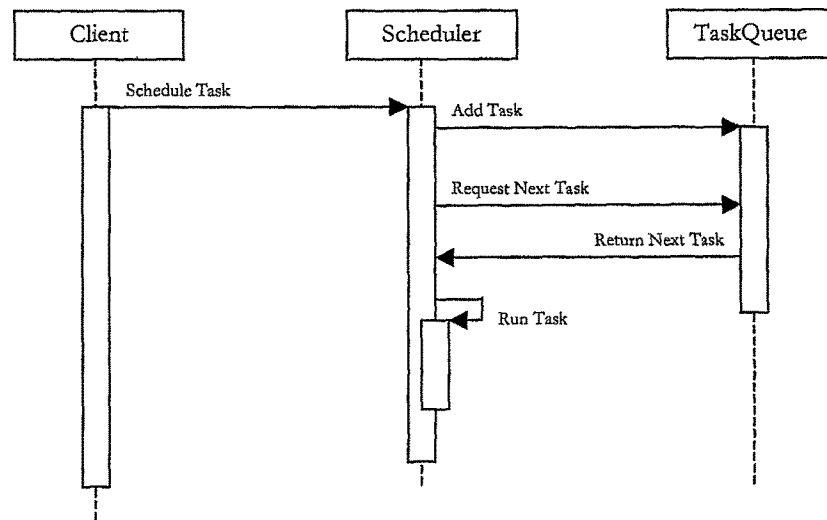 Client
Scheduler
TaskQueue
Schedule Task
Add Task
Request Next Task
Return Next Task
Run Task